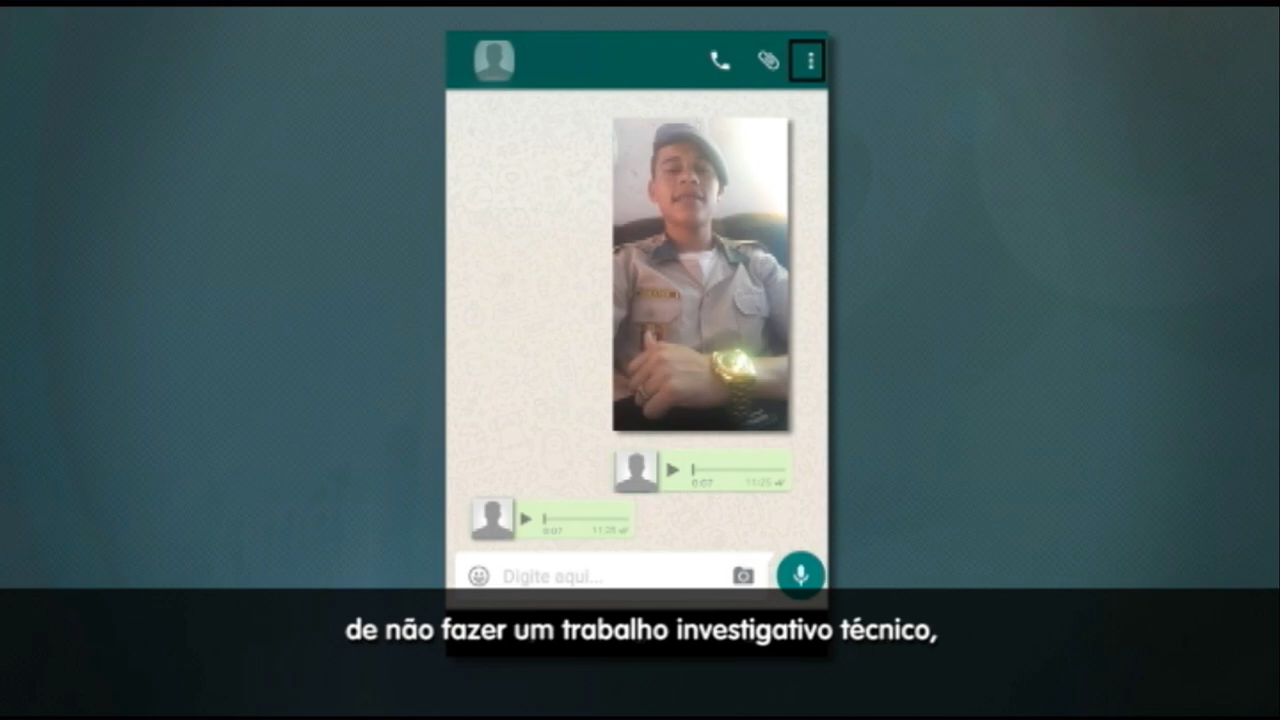 0:07 11:25
0:07 11:26
Digite aqui...
de não fazer um trabalho investigativo técnico,